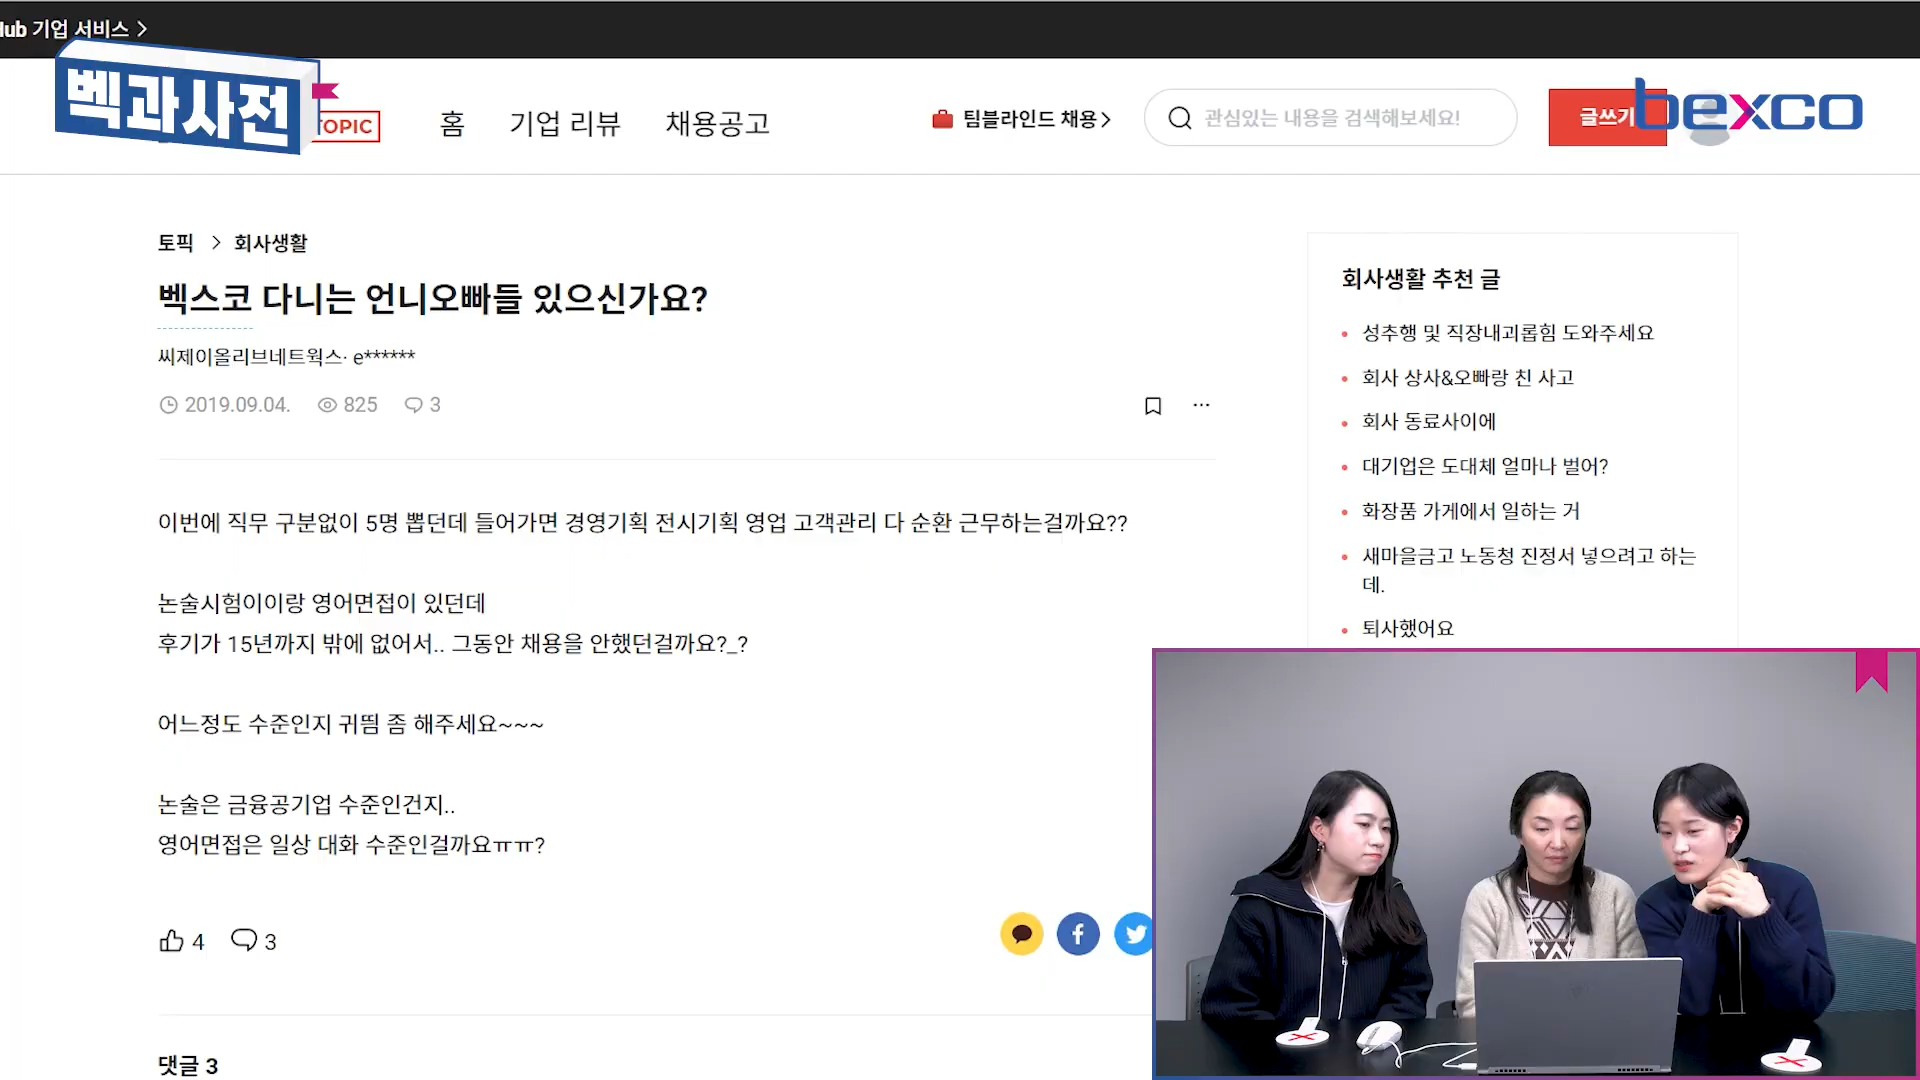 Hub 기업 서비스 >
벡과사전
TOPIC
홈
기업 리뷰
채용공고
팀블라인드 채용 >
관심있는 내용을 검색해보세요!
글쓰기
bexco
토픽 > 회사생활
벡스코 다니는 언니오빠들 있으신가요?
씨제이올리브네트웍스· e******
2019.09.04. 825 3
이번에 직무 구분없이 5명 뽑던데 들어가면 경영기획 전시기획 영업 고객관리 다 순환 근무하는걸까요??
논술시험이이랑 영어면접이 있던데
후기가 15년까지 밖에 없어서.. 그동안 채용을 안했던걸까요?_?
어느정도 수준인지 귀띔 좀 해주세요~~~
논술은 금융공기업 수준인건지..
영어면접은 일상 대화 수준인걸까요ㅠㅠ?
4 3
댓글 3
회사생활 추천 글
성추행 및 직장내괴롭힘 도와주세요
회사 상사&오빠랑 친 사고
회사 동료사이에
대기업은 도대체 얼마나 벌어?
화장품 가게에서 일하는 거
새마을금고 노동청 진정서 넣으려고 하는
데.
퇴사했어요